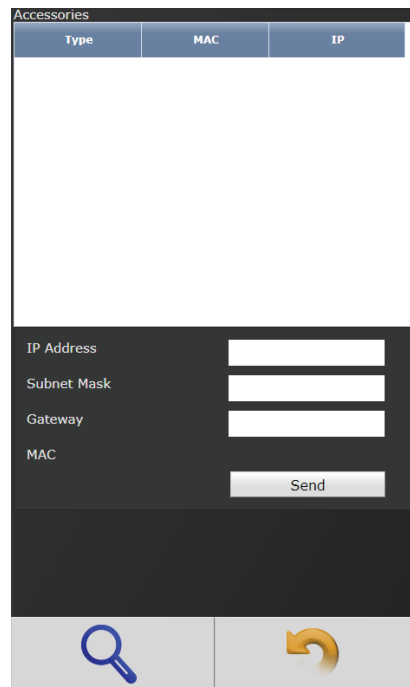 Accessories
Type MAC IP
IP Address
Subnet Mask
Gateway
MAC
Send